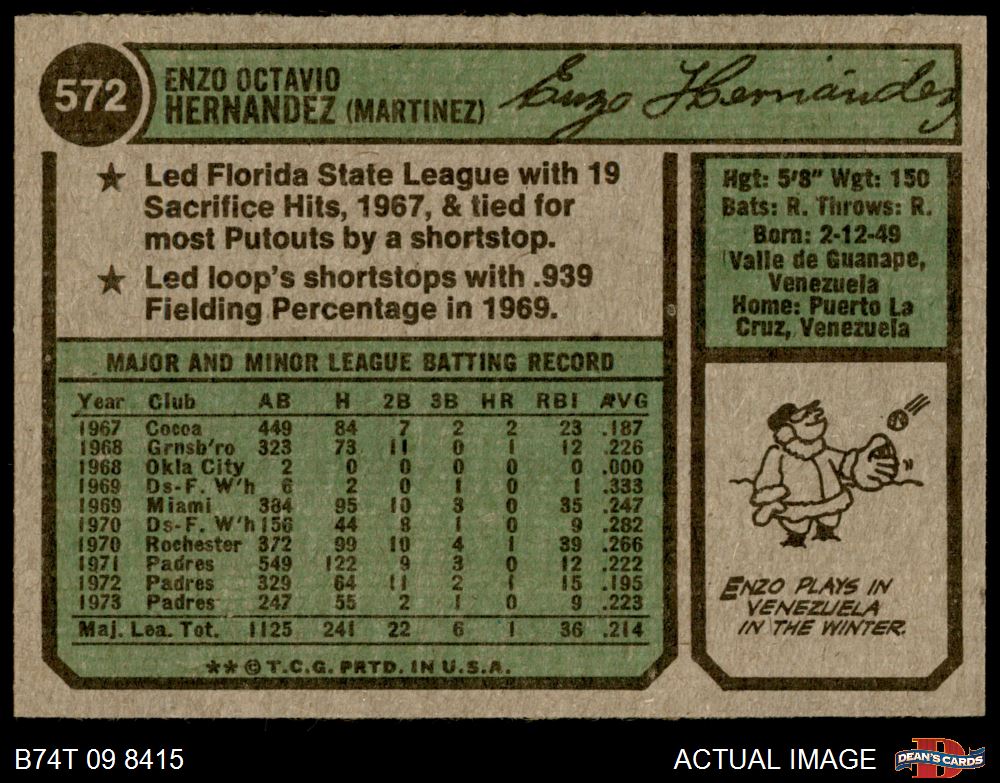 572
ENZO OCTAVIO
HERNANDEZ (MARTINEZ)
Enzo Hernández
★ Led Florida State League with 19
Sacrifice Hits, 1967, & tied for
most Putouts by a shortstop.
★ Led loop's shortstops with .939
Fielding Percentage in 1969.
Hgt: 5'8" Wgt: 150
Bats: R. Throws: R.
Born: 2-12-49
Valle de Guanape,
Venezuela
Home: Puerto La
Cruz, Venezuela
MAJOR AND MINOR LEAGUE BATTING RECORD
Year Club AB H 2B 3B HR RBI AVG
1967 Cocoa 449 84 7 2 2 23 .187
1968 Grnsb'ro 323 73 11 0 1 12 .226
1968 Okla City 2 0 0 0 0 0 .000
1969 Ds-F. W'h 6 2 0 1 0 1 .333
1969 Miami 384 95 10 3 0 35 .247
1970 Ds-F. W'h 156 44 8 1 0 9 .282
1970 Rochester 372 99 10 4 1 39 .266
1971 Padres 549 122 9 3 0 12 .222
1972 Padres 329 64 11 2 1 15 .195
1973 Padres 247 55 2 1 0 9 .223
Maj. Lea. Tot. 1125 241 22 6 1 36 .214
** © T.C.G. PRTD. IN U.S.A.
ENZO PLAYS IN
VENEZUELA
IN THE WINTER.
B74T 09 8415
ACTUAL IMAGE
DEAN'S CARDS